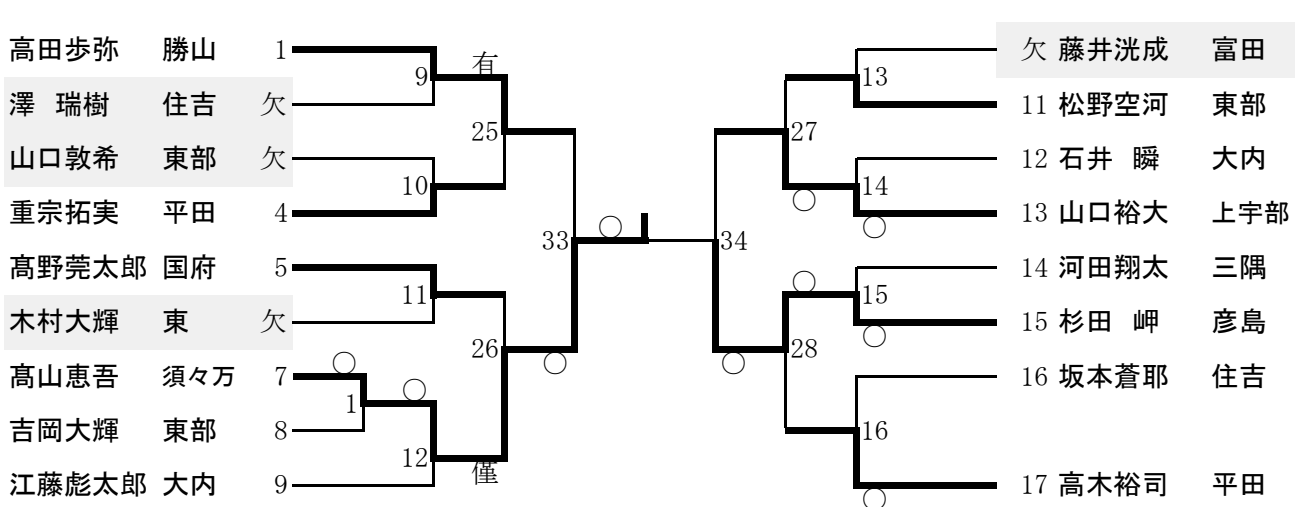 高田歩弥 勝山 1
澤 瑞樹 住吉 欠
山口敦希 東部 欠
重宗拓実 平田 4
髙野莞太郎 国府 5
木村大輝 東 欠
髙山恵吾 須々万 7
吉岡大輝 東部 8
江藤彪太郎 大内 9
9
有
25
10
33
○
11
26
○
○
1
○
12
僅
欠 藤井洸成 富田
11 松野空河 東部
12 石井 瞬 大内
13 山口裕大 上宇部
14 河田翔太 三隅
15 杉田 岬 彦島
16 坂本蒼耶 住吉
17 高木裕司 平田
13
27
14
○
○
34
○
15
○
○
28
16
○